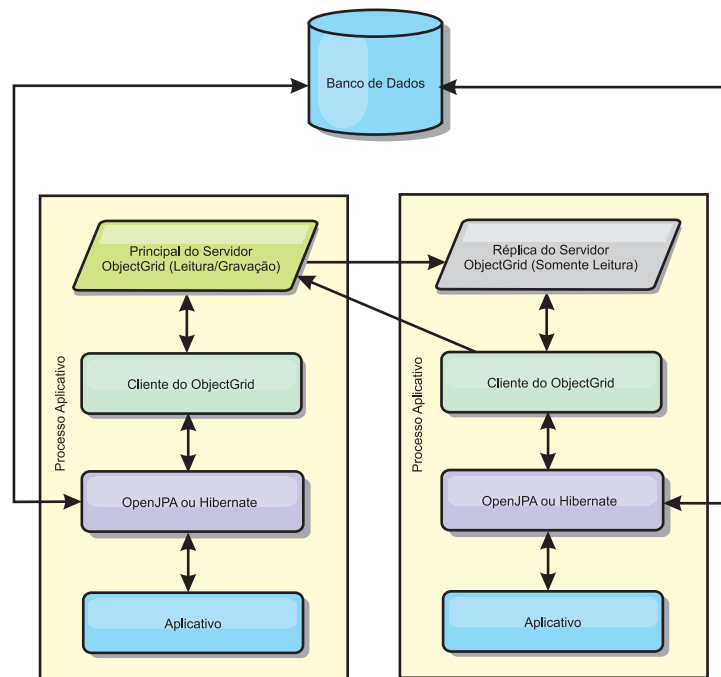 Banco de Dados
Principal do Servidor
ObjectGrid (Leitura/Gravação)
Cliente do ObjectGrid
Processo Aplicativo
OpenJPA ou Hibernate
Aplicativo
Réplica do Servidor
ObjectGrid (Somente Leitura)
Cliente do ObjectGrid
Processo Aplicativo
OpenJPA ou Hibernate
Aplicativo